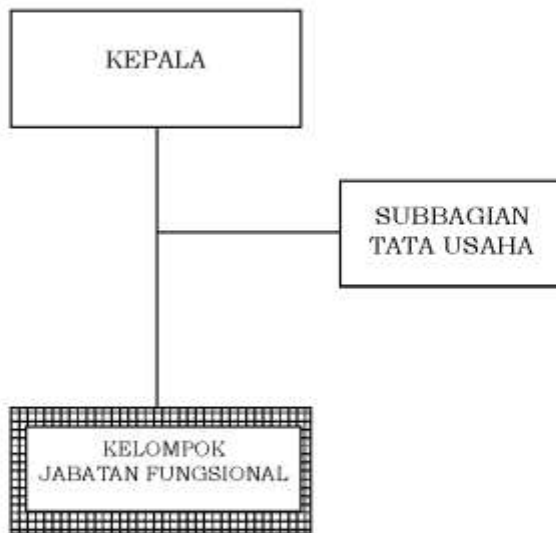 KEPALA
SUBBAGIAN
TATA USAHA
KELOMPOK
JABATAN FUNGSIONAL